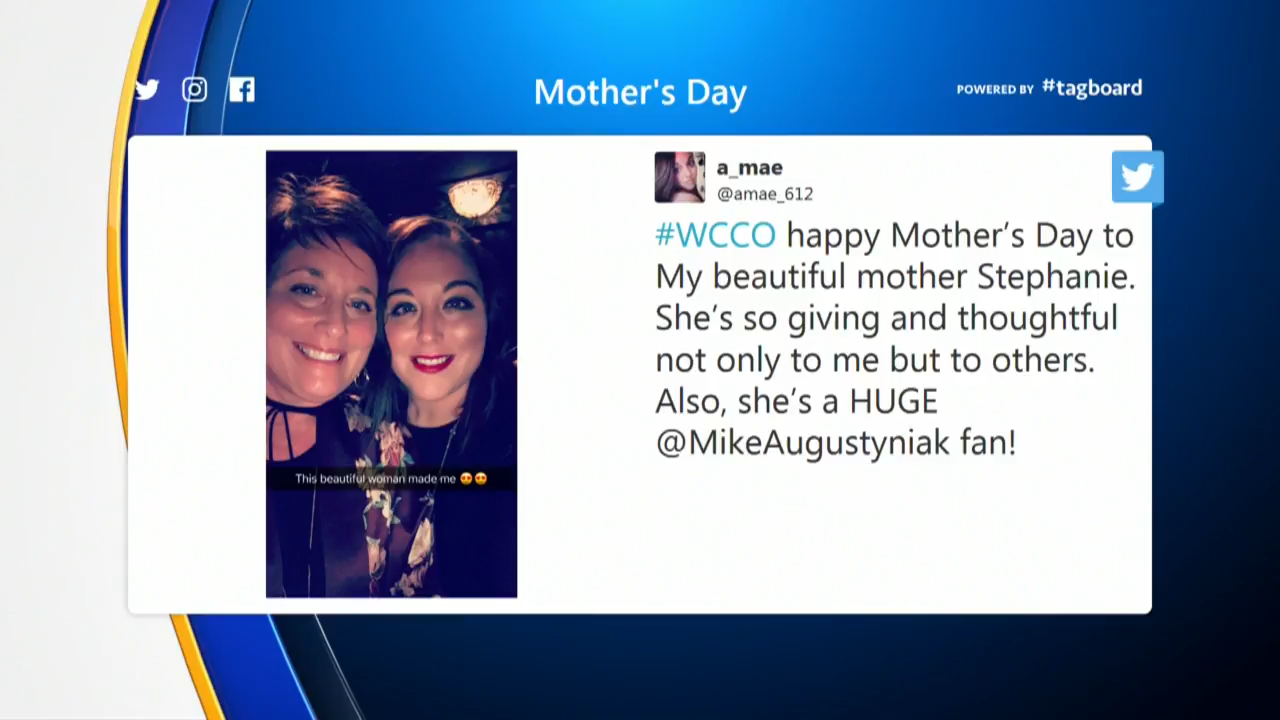 Mother's Day
POWERED BY #tagboard
a_mae
@amae_612
#WCCO happy Mother's Day to
My beautiful mother Stephanie.
She's so giving and thoughtful
not only to me but to others.
Also, she's a HUGE
@MikeAugustyniak fan!
This beautiful woman made me 😍😍